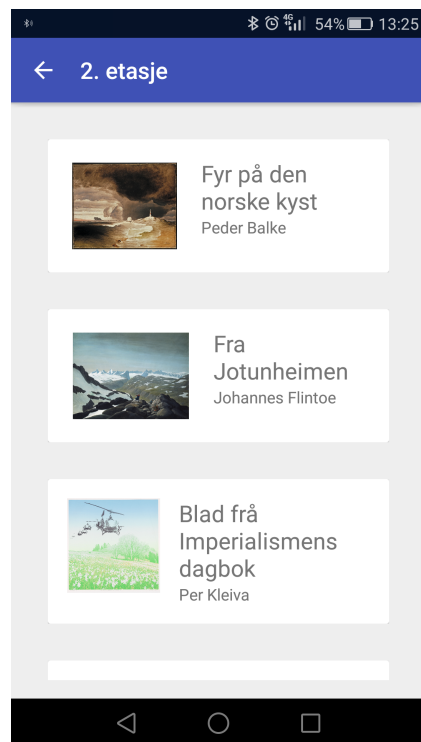 4G 54% 13:25
2. etasje
Fyr på den
norske kyst
Peder Balke
Fra
Jotunheimen
Johannes Flintoe
Blad frå
Imperialismens
dagbok
Per Kleiva